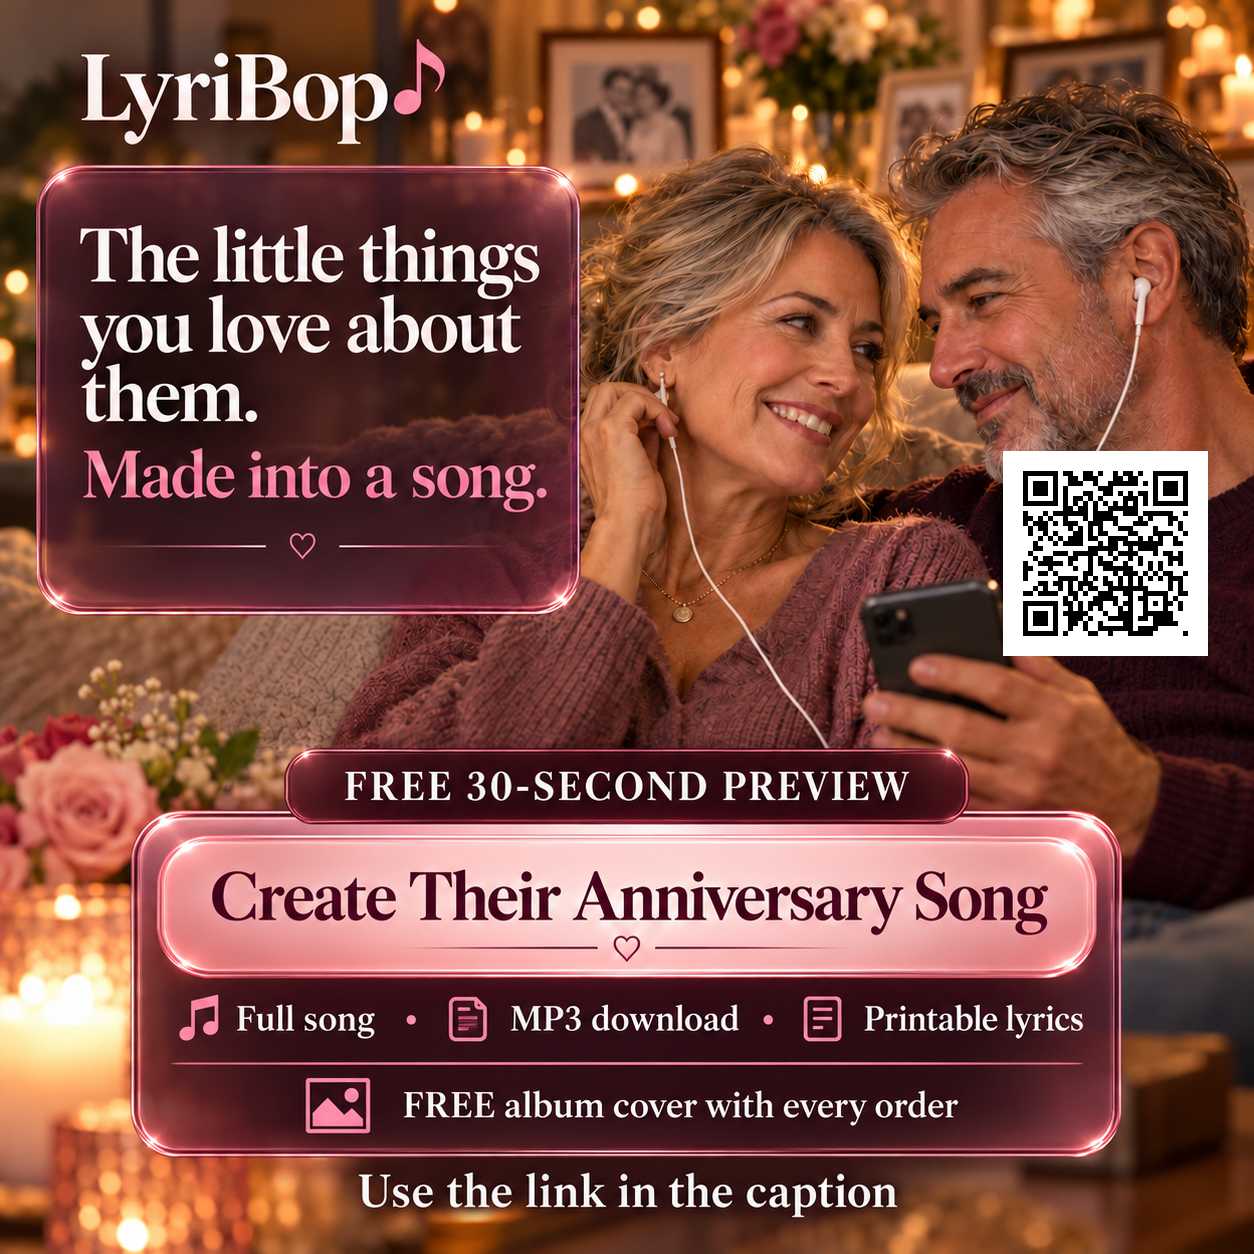 LyriBop
The little things
you love about
them.
Made into a song.
FREE 30-SECOND PREVIEW
Create Their Anniversary Song
Full song • MP3 download • Printable lyrics
FREE album cover with every order
Use the link in the caption